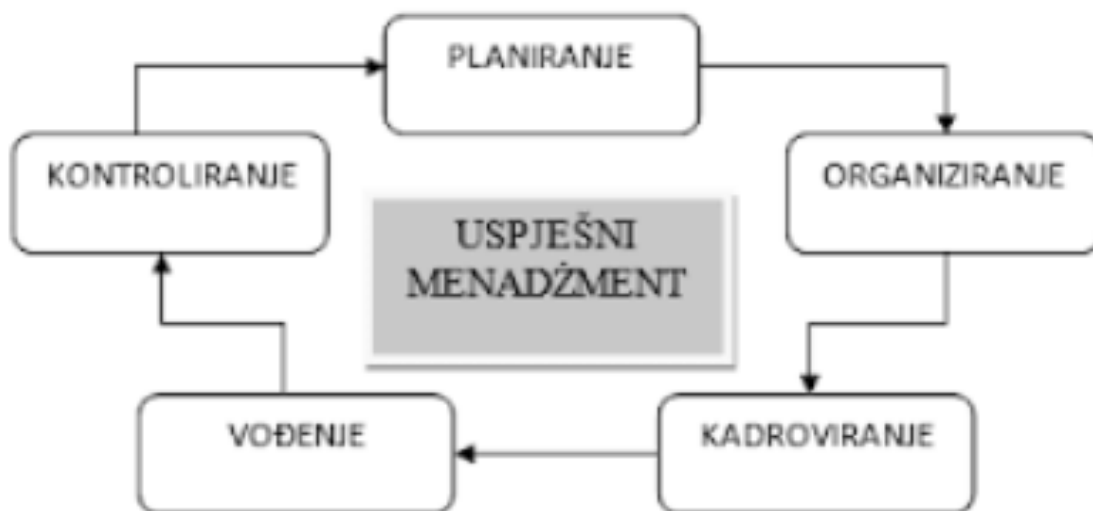 PLANIRANJE
KONTROLIRANJE
ORGANIZIRANJE
USPJEŠNI
MENADŽMENT
VOĐENJE
KADROVIRANJE